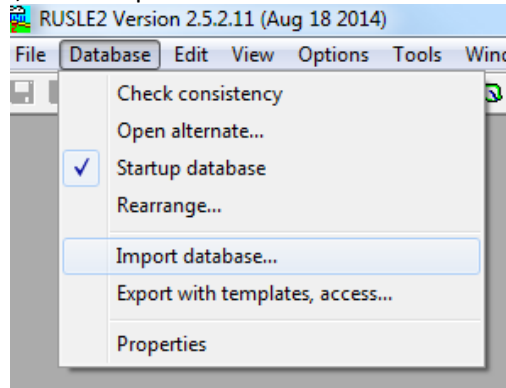 RUSLE2 Version 2.5.2.11 (Aug 18 2014)
File Database Edit View Options Tools
Check consistency
Open alternate...
Startup database
Rearrange...
Import database...
Export with templates, access...
Properties